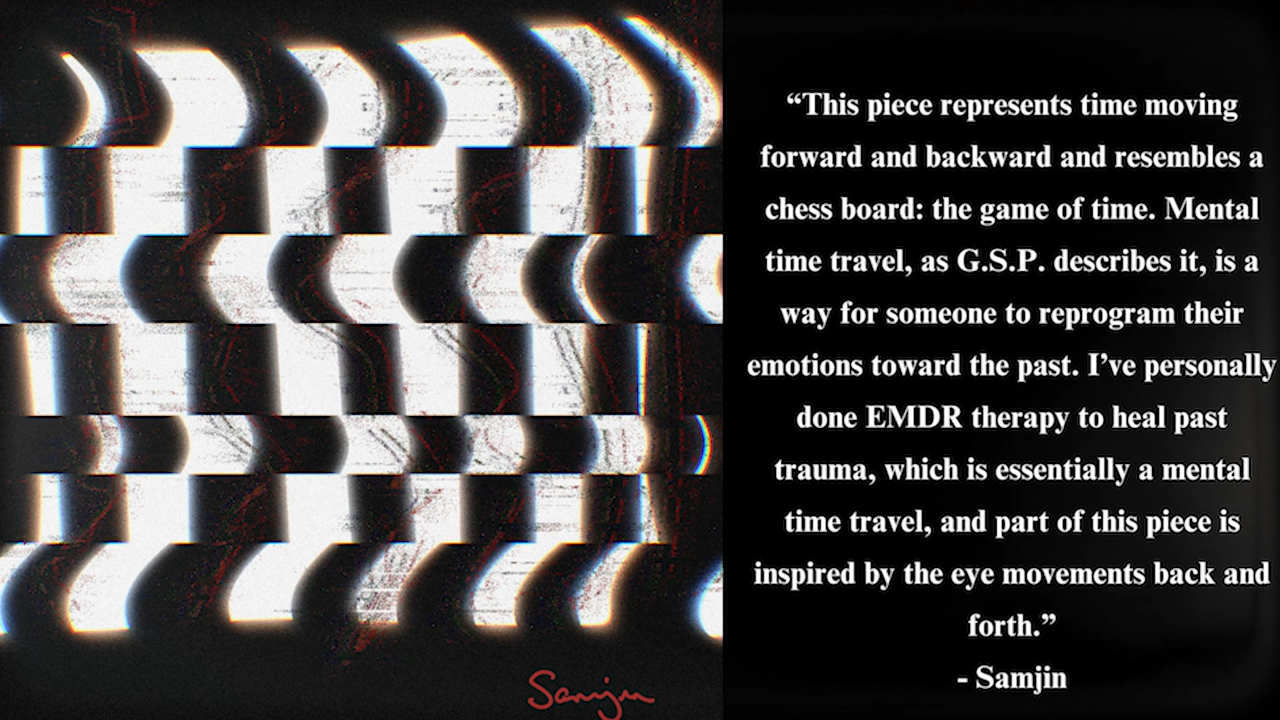 “This piece represents time moving
forward and backward and resembles a
chess board: the game of time. Mental
time travel, as G.S.P. describes it, is a
way for someone to reprogram their
emotions toward the past. I’ve personally
done EMDR therapy to heal past
trauma, which is essentially a mental
time travel, and part of this piece is
inspired by the eye movements back and
forth.”
- Samjin
Samjin